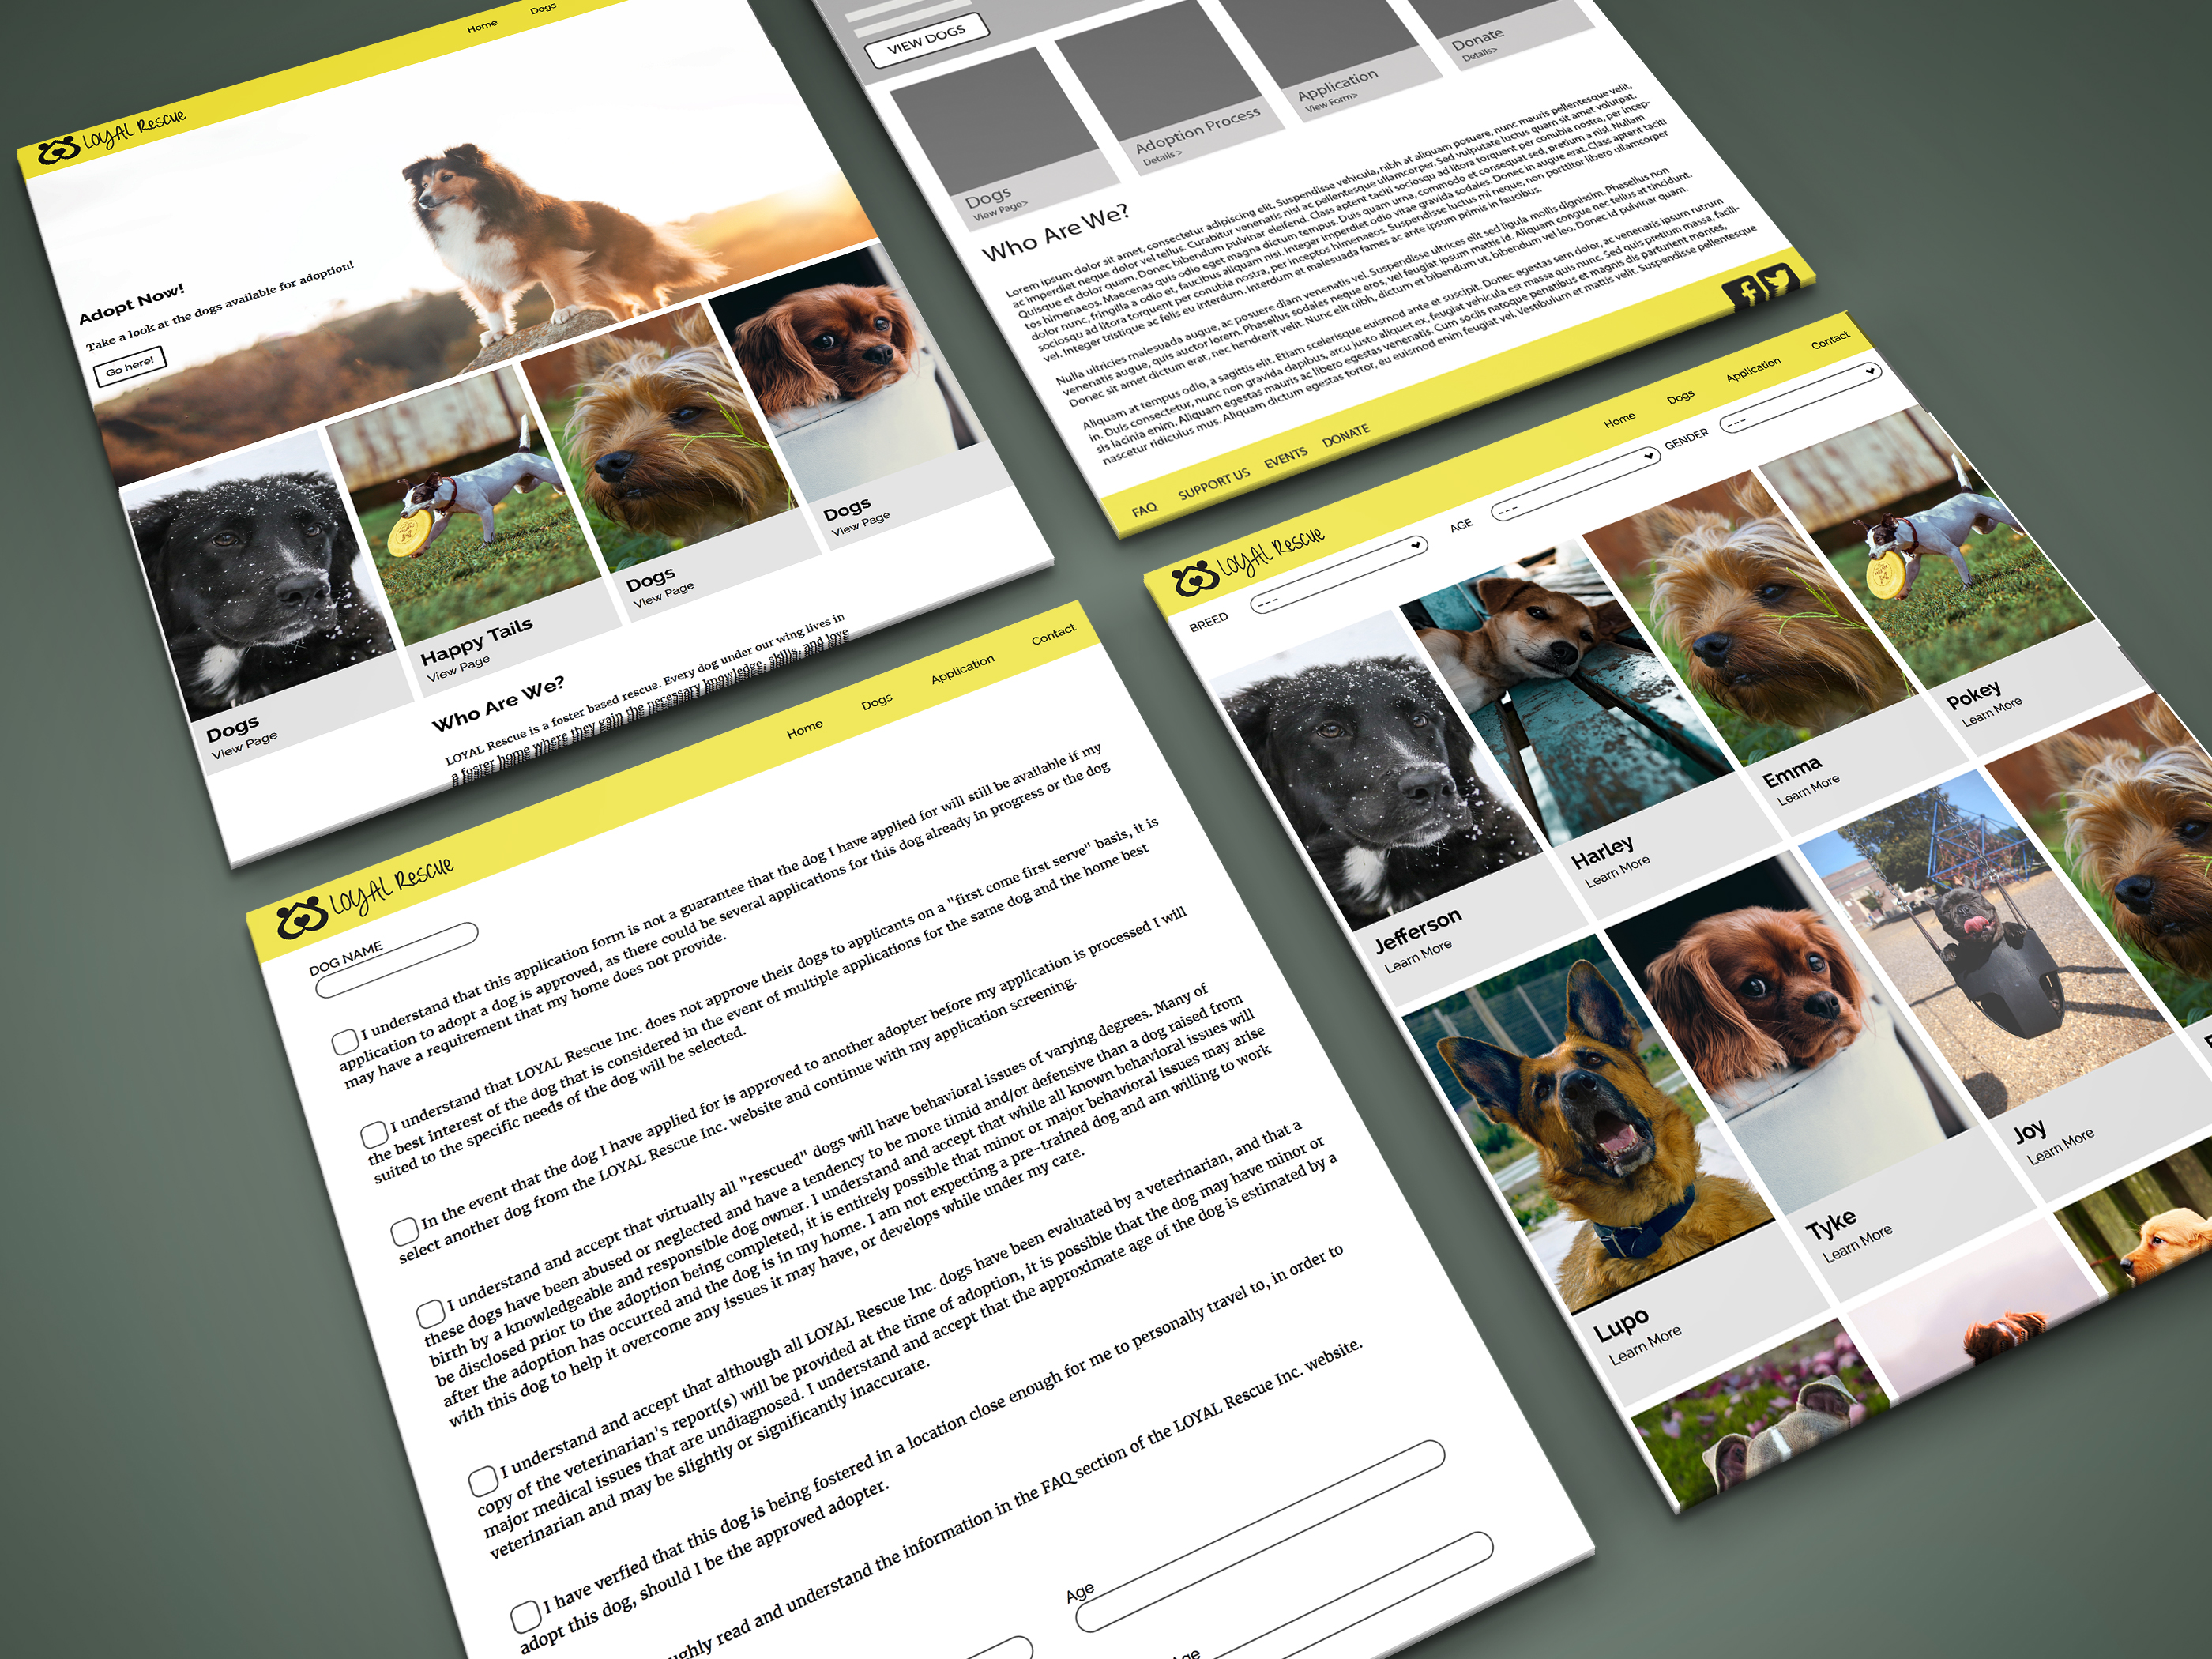 Home
Dogs
LOYAL Rescue
Adopt Now!
Take a look at the dogs available for adoption!
Go here!
Dogs
View Page
Happy Tails
View Page
Dogs
View Page
Dogs
View Page
Who Are We?
LOYAL Rescue is a foster based rescue. Every dog under our wing lives in
a foster home where they gain the necessary knowledge, skills, and love
VIEW DOGS
Dogs
View Page>
Adoption Process
Details >
Application
View Form>
Donate
Details>
Who Are We?
Lorem ipsum dolor sit amet, consectetur adipiscing elit. Suspendisse vehicula, nibh at aliquam posuere, nunc mauris pellentesque velit,
ac imperdiet neque dolor vel tellus. Curabitur venenatis nisl ac pellentesque ullamcorper. Sed vulputate luctus quam sit amet volutpat.
Quisque et dolor quam. Donec bibendum pulvinar eleifend. Class aptent taciti sociosqu ad litora torquent per conubia nostra, per incep-
tos himenaeos. Maecenas quis odio eget magna dictum tempus. Duis quam urna, commodo et consequat sed, pretium a nisl. Nullam
dolor nunc, fringilla a odio et, faucibus aliquam nisi. Integer imperdiet odio vitae gravida sodales. Donec in augue erat. Class aptent taciti
sociosqu ad litora torquent per conubia nostra, per inceptos himenaeos. Suspendisse luctus mi neque, non porttitor libero ullamcorper
vel. Integer tristique ac felis eu interdum. Interdum et malesuada fames ac ante ipsum primis in faucibus.
Nulla ultricies malesuada augue, ac posuere diam venenatis vel. Suspendisse ultrices elit sed ligula mollis dignissim. Phasellus non
venenatis augue, quis auctor lorem. Phasellus sodales neque eros, vel feugiat ipsum mattis id. Aliquam congue nec tellus at tincidunt.
Donec sit amet dictum erat, nec hendrerit velit. Nunc elit nibh, dictum et bibendum ut, bibendum vel leo. Donec id pulvinar quam.
Aliquam at tempus odio, a sagittis elit. Etiam scelerisque euismod ante et suscipit. Donec egestas sem dolor, ac venenatis ipsum rutrum
in. Duis consectetur, nunc non gravida dapibus, arcu justo aliquet ex, feugiat vehicula est massa quis nunc. Sed quis pretium massa, facili-
sis lacinia enim. Aliquam egestas mauris ac libero egestas venenatis. Cum sociis natoque penatibus et magnis dis parturient montes,
nascetur ridiculus mus. Aliquam dictum egestas tortor, eu euismod enim feugiat vel. Vestibulum et mattis velit. Suspendisse pellentesque
FAQ
SUPPORT US
EVENTS
DONATE
LOYAL Rescue
Home
Dogs
Application
Contact
DOG NAME
I understand that this application form is not a guarantee that the dog I have applied for will still be available if my
application to adopt a dog is approved, as there could be several applications for this dog already in progress or the dog
may have a requirement that my home does not provide.
I understand that LOYAL Rescue Inc. does not approve their dogs to applicants on a "first come first serve" basis, it is
the best interest of the dog that is considered in the event of multiple applications for the same dog and the home best
suited to the specific needs of the dog will be selected.
In the event that the dog I have applied for is approved to another adopter before my application is processed I will
select another dog from the LOYAL Rescue Inc. website and continue with my application screening.
I understand and accept that virtually all "rescued" dogs will have behavioral issues of varying degrees. Many of
these dogs have been abused or neglected and have a tendency to be more timid and/or defensive than a dog raised from
birth by a knowledgeable and responsible dog owner. I understand and accept that while all known behavioral issues will
be disclosed prior to the adoption being completed, it is entirely possible that minor or major behavioral issues may arise
after the adoption has occurred and the dog is in my home. I am not expecting a pre-trained dog and am willing to work
with this dog to help it overcome any issues it may have, or develops while under my care.
I understand and accept that although all LOYAL Rescue Inc. dogs have been evaluated by a veterinarian, and that a
copy of the veterinarian's report(s) will be provided at the time of adoption, it is possible that the dog may have minor or
major medical issues that are undiagnosed. I understand and accept that the approximate age of the dog is estimated by a
veterinarian and may be slightly or significantly inaccurate.
I have verfied that this dog is being fostered in a location close enough for me to personally travel to, in order to
adopt this dog, should I be the approved adopter.
ughly read and understand the information in the FAQ section of the LOYAL Rescue Inc. website.
Age
Age
LOYAL Rescue
Home
Dogs
Application
Contact
BREED
---
AGE
---
GENDER
---
Jefferson
Learn More
Harley
Learn More
Emma
Learn More
Pokey
Learn More
Lupo
Learn More
Tyke
Learn More
Joy
Learn More